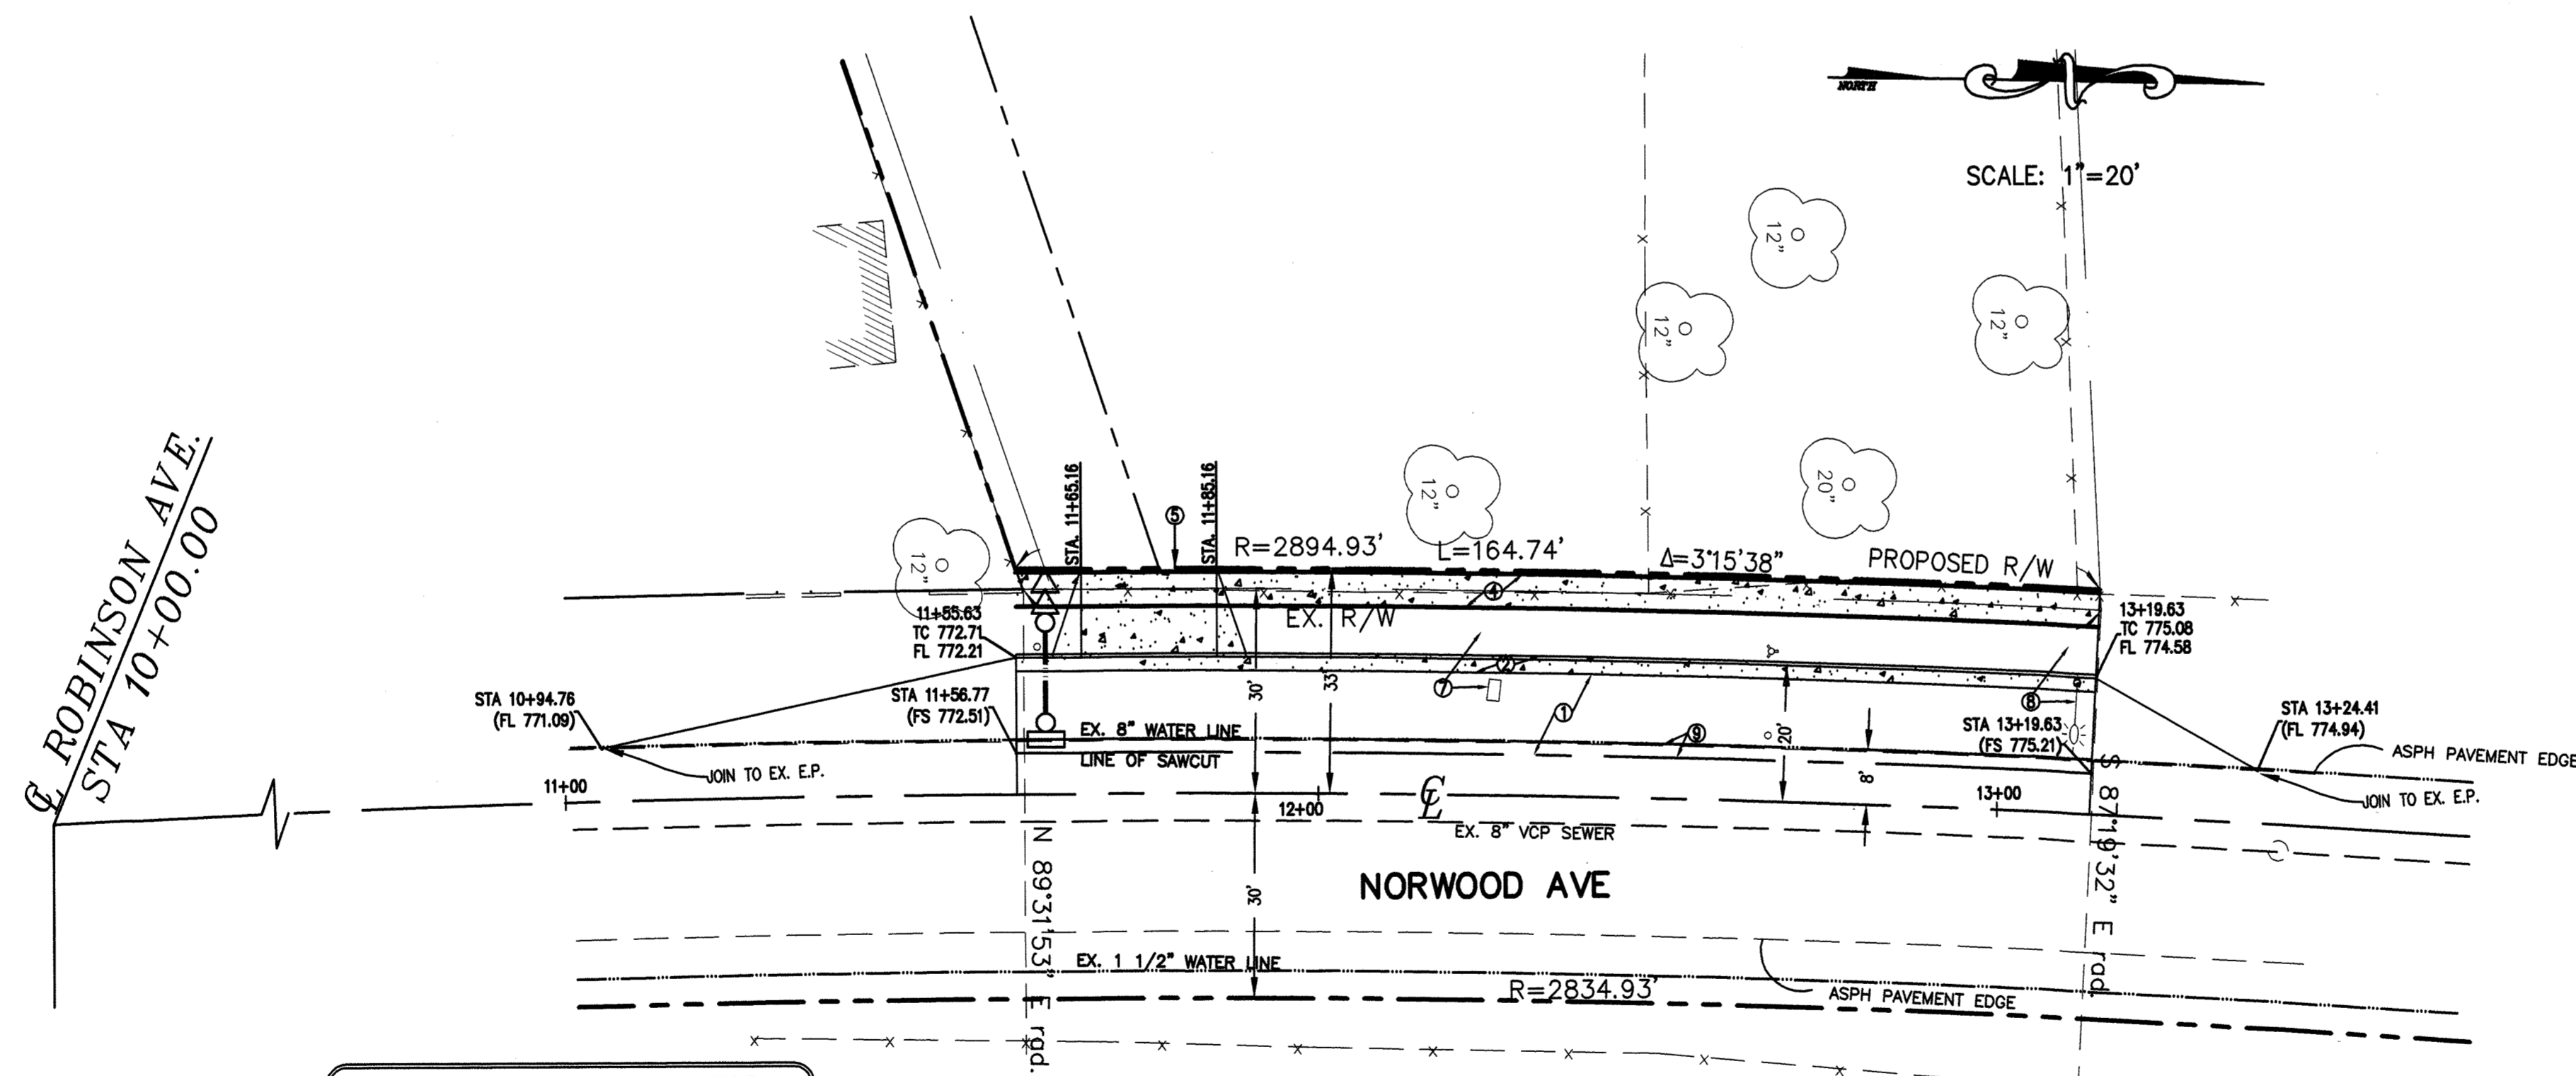 NORTH
SCALE: 1"=20'
12"
12"
12"
12"
20"
12"
℄ ROBINSON AVE.
STA 10+00.00
STA. 11+65.16
STA. 11+85.16
5
R=2894.93'
L=164.74'
Δ=3°15'38"
PROPOSED R/W
4
EX. R/W
11+55.63
TC 772.71
FL 772.21
13+19.63
TC 775.08
FL 774.58
STA 10+94.76
(FL 771.09)
STA 11+56.77
(FS 772.51)
2
7
1
8
9
30'
33'
20'
8'
STA 13+19.63
(FS 775.21)
STA 13+24.41
(FL 774.94)
ASPH PAVEMENT EDGE
EX. 8" WATER LINE
LINE OF SAWCUT
JOIN TO EX. E.P.
JOIN TO EX. E.P.
11+00
12+00
℄
13+00
EX. 8" VCP SEWER
NORWOOD AVE
N 89°31'53" E rad.
S 87°19'32" E rad.
30'
EX. 1 1/2" WATER LINE
R=2834.93'
ASPH PAVEMENT EDGE